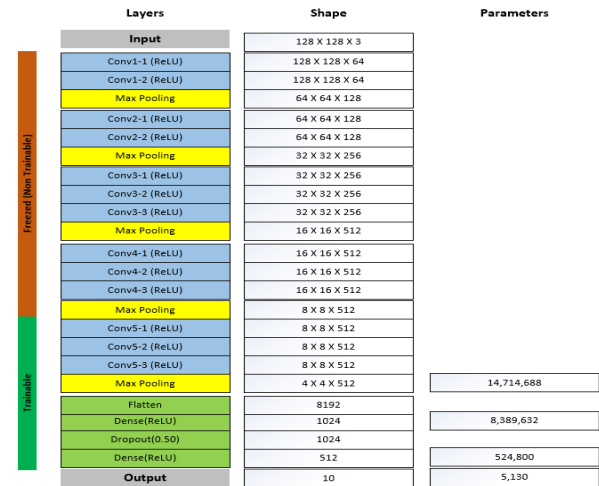 Layers Shape Parameters
Input 128 X 128 X 3
Conv1-1 (ReLU) 128 X 128 X 64
Conv1-2 (ReLU) 128 X 128 X 64
Max Pooling 64 X 64 X 128
Conv2-1 (ReLU) 64 X 64 X 128
Conv2-2 (ReLU) 64 X 64 X 128
Max Pooling 32 X 32 X 256
Conv3-1 (ReLU) 32 X 32 X 256
Conv3-2 (ReLU) 32 X 32 X 256
Conv3-3 (ReLU) 32 X 32 X 256
Max Pooling 16 X 16 X 512
Conv4-1 (ReLU) 16 X 16 X 512
Conv4-2 (ReLU) 16 X 16 X 512
Conv4-3 (ReLU) 16 X 16 X 512
Max Pooling 8 X 8 X 512
Conv5-1 (ReLU) 8 X 8 X 512
Conv5-2 (ReLU) 8 X 8 X 512
Conv5-3 (ReLU) 8 X 8 X 512
Max Pooling 4 X 4 X 512 14,714,688
Flatten 8192
Dense(ReLU) 1024 8,389,632
Dropout(0.50) 1024
Dense(ReLU) 512 524,800
Output 10 5,130
Freezed (Non Trainable)
Trainable